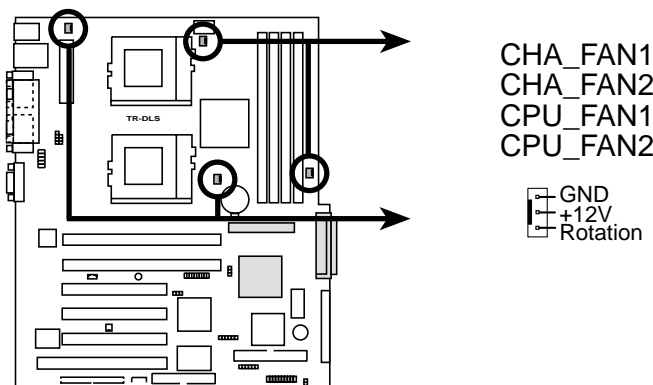 TR-DLS
CHA_FAN1
CHA_FAN2
CPU_FAN1
CPU_FAN2
GND
+12V
Rotation